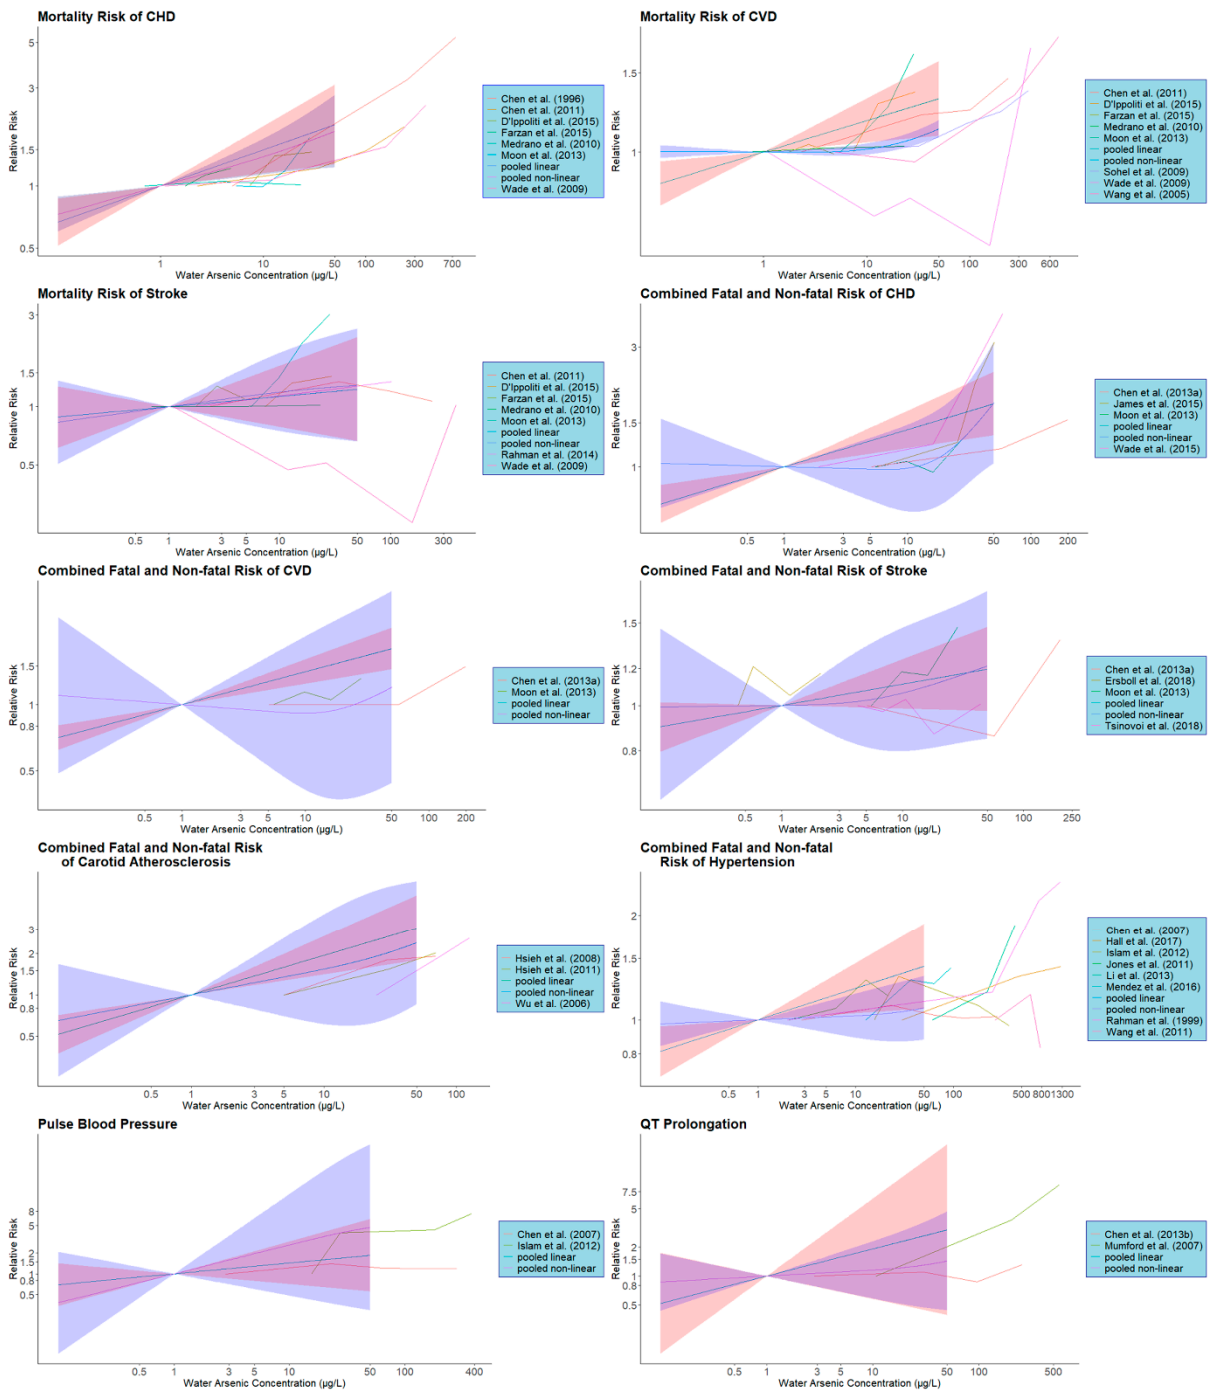 Mortality Risk of CHD
5
3
1.5
1
0.5
Relative Risk
1
10
50
100
300
700
Water Arsenic Concentration (µg/L)
Chen et al. (1996)
Chen et al. (2011)
D'Ippoliti et al. (2015)
Farzan et al. (2015)
Medrano et al. (2010)
Moon et al. (2013)
pooled linear
pooled non-linear
Wade et al. (2009)
Mortality Risk of CVD
1.5
1
Relative Risk
1
10
50
100
300
600
Water Arsenic Concentration (µg/L)
Chen et al. (2011)
D'Ippoliti et al. (2015)
Farzan et al. (2015)
Medrano et al. (2010)
Moon et al. (2013)
pooled linear
pooled non-linear
Sohel et al. (2009)
Wade et al. (2009)
Wang et al. (2005)
Mortality Risk of Stroke
3
1.5
1
0.5
Relative Risk
0.5
1
3
5
10
50
100
300
Water Arsenic Concentration (µg/L)
Chen et al. (2011)
D'Ippoliti et al. (2015)
Farzan et al. (2015)
Medrano et al. (2010)
Moon et al. (2013)
pooled linear
pooled non-linear
Rahman et al. (2014)
Wade et al. (2009)
Combined Fatal and Non-fatal Risk of CHD
3
1.5
1
Relative Risk
0.5
1
3
5
10
50
100
200
Water Arsenic Concentration (µg/L)
Chen et al. (2013a)
James et al. (2015)
Moon et al. (2013)
pooled linear
pooled non-linear
Wade et al. (2015)
Combined Fatal and Non-fatal Risk of CVD
1.5
1
0.8
0.5
Relative Risk
0.5
1
3
5
10
50
100
200
Water Arsenic Concentration (µg/L)
Chen et al. (2013a)
Moon et al. (2013)
pooled linear
pooled non-linear
Combined Fatal and Non-fatal Risk of Stroke
1.5
1.2
1
0.8
Relative Risk
0.5
1
3
5
10
50
100
250
Water Arsenic Concentration (µg/L)
Chen et al. (2013a)
Ersboll et al. (2018)
Moon et al. (2013)
pooled linear
pooled non-linear
Tsinovoi et al. (2018)
Combined Fatal and Non-fatal Risk
of Carotid Atherosclerosis
3
2
1.5
1
0.8
0.5
Relative Risk
0.5
1
3
5
10
50
100
Water Arsenic Concentration (µg/L)
Hsieh et al. (2008)
Hsieh et al. (2011)
pooled linear
pooled non-linear
Wu et al. (2006)
Combined Fatal and Non-fatal
Risk of Hypertension
2
1.5
1
0.8
Relative Risk
0.5
1
3
5
10
50
100
500
800
1300
Water Arsenic Concentration (µg/L)
Chen et al. (2007)
Hall et al. (2017)
Islam et al. (2012)
Jones et al. (2011)
Li et al. (2013)
Mendez et al. (2016)
pooled linear
pooled non-linear
Rahman et al. (1999)
Wang et al. (2011)
Pulse Blood Pressure
8
5
2
1.5
1
0.8
0.5
Relative Risk
0.5
1
3
5
10
50
100
400
Water Arsenic Concentration (µg/L)
Chen et al. (2007)
Islam et al. (2012)
pooled linear
pooled non-linear
QT Prolongation
7.5
5
2
1.5
1
0.8
0.5
Relative Risk
0.5
1
3
5
10
50
100
500
Water Arsenic Concentration (µg/L)
Chen et al. (2013b)
Mumford et al. (2007)
pooled linear
pooled non-linear